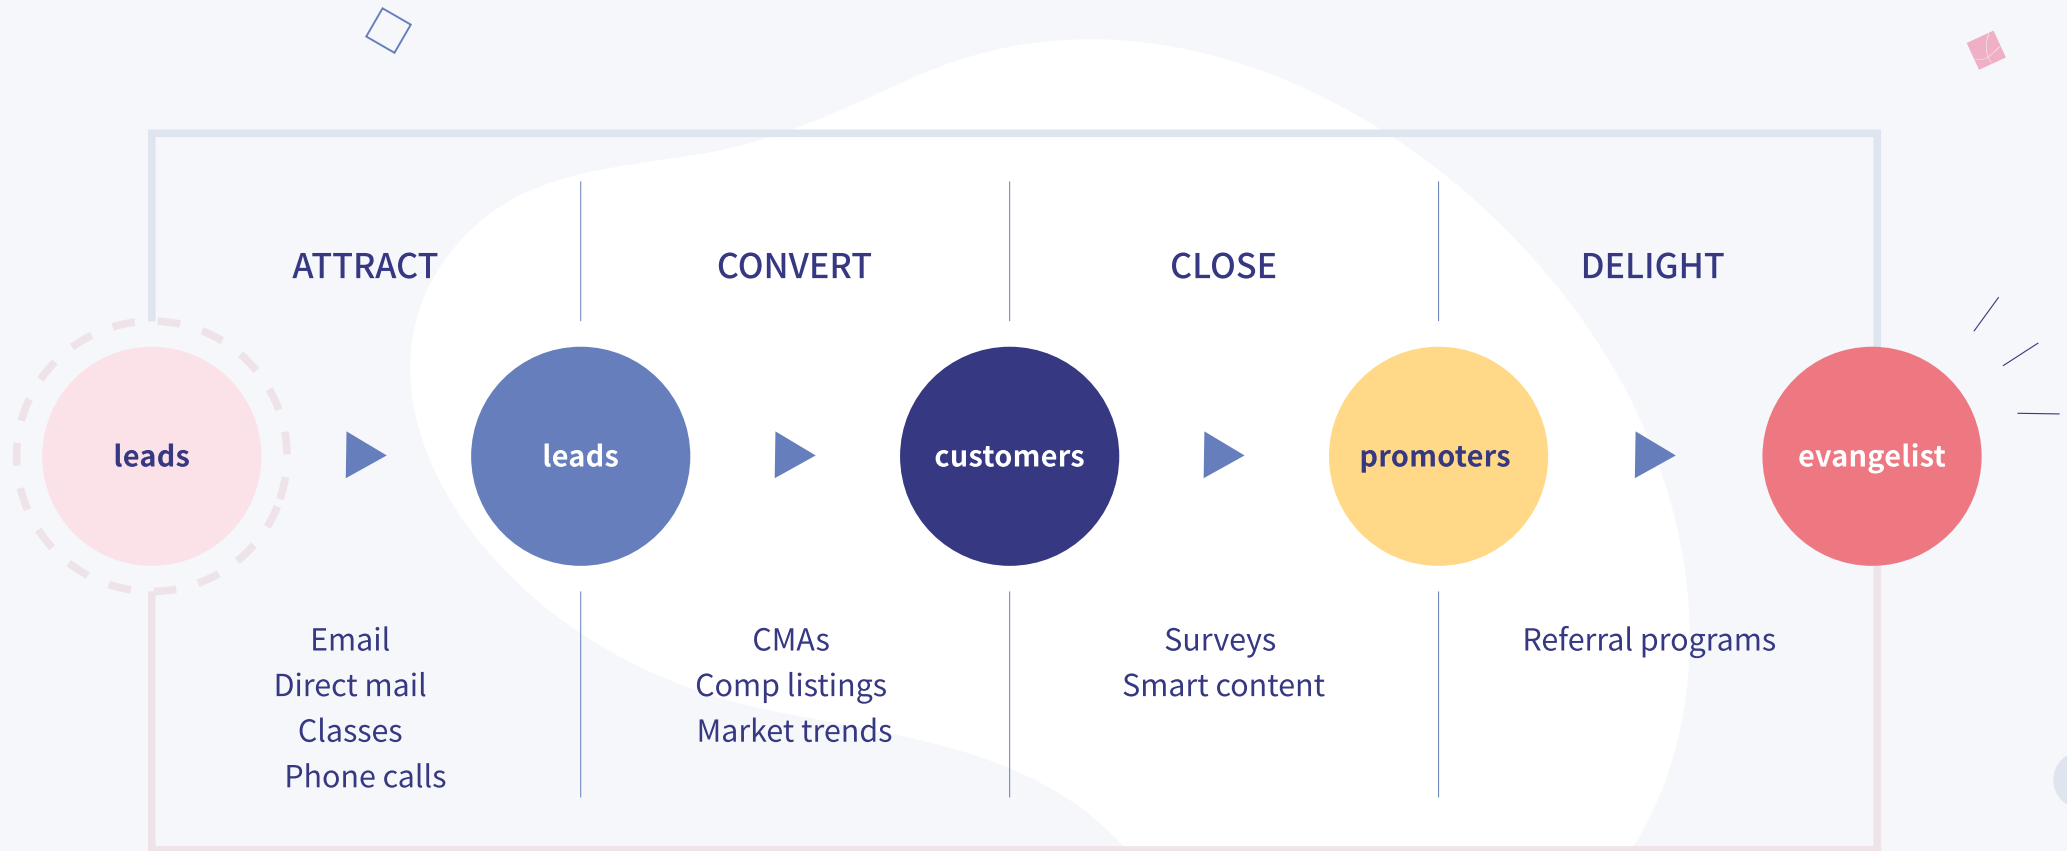 ATTRACT
CONVERT
CLOSE
DELIGHT
leads
leads
customers
promoters
evangelist
Email
Direct mail
Classes
Phone calls
CMAs
Comp listings
Market trends
Surveys
Smart content
Referral programs